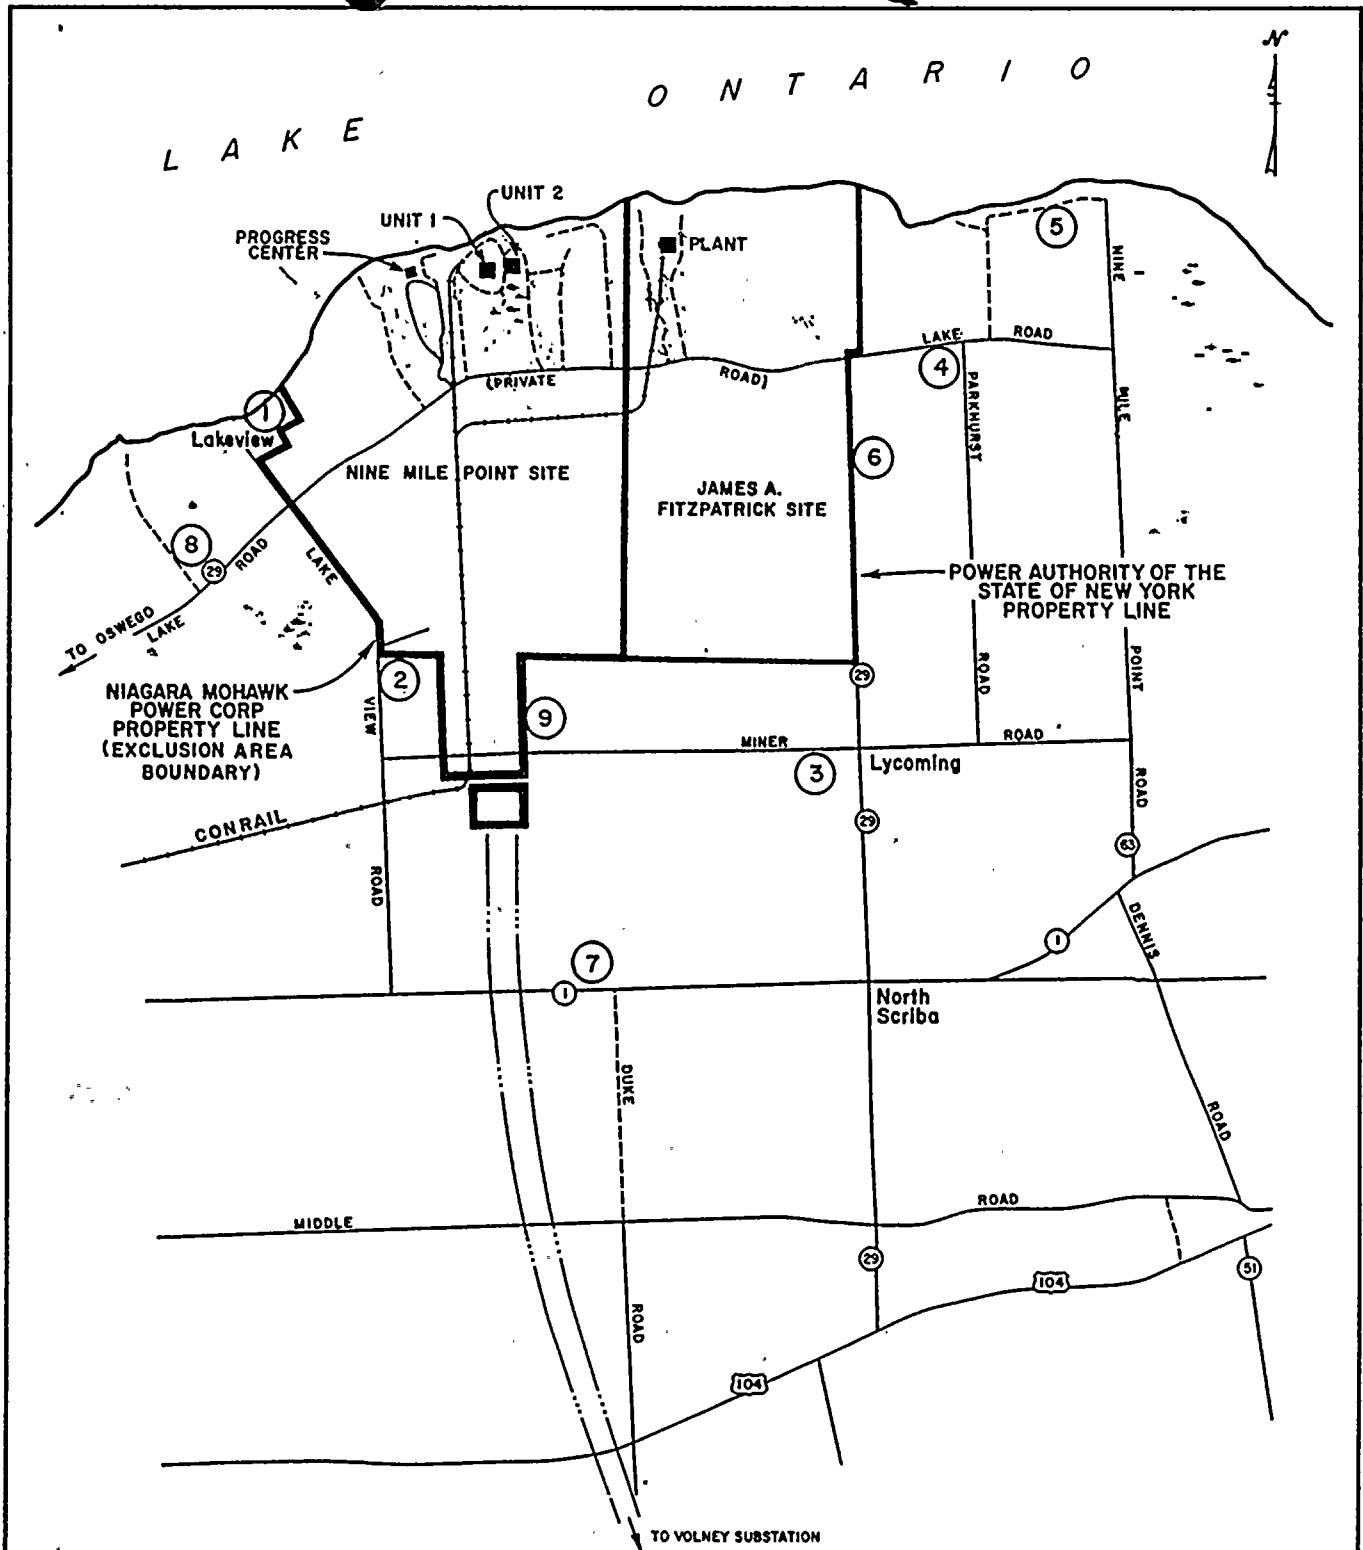 N
LAKE ONTARIO
UNIT 2
UNIT 1
PROGRESS
CENTER
PLANT
5
NINE
LAKE ROAD
4
(PRIVATE ROAD)
PARKHURST
MILE
1
Lakeview
6
NINE MILE POINT SITE
JAMES A.
FITZPATRICK SITE
8
29
ROAD
LAKE
POWER AUTHORITY OF THE
STATE OF NEW YORK
PROPERTY LINE
TO OSWEGO
LAKE
2
29
ROAD
POINT
NIAGARA MOHAWK
POWER CORP
PROPERTY LINE
(EXCLUSION AREA
BOUNDARY)
VIEW
9
MINER ROAD
3
Lycoming
ROAD
CONRAIL
29
63
ROAD
DENNIS
1
7
1
North
Scriba
DUKE
ROAD
MIDDLE ROAD
29
104
51
ROAD
104
TO VOLNEY SUBSTATION